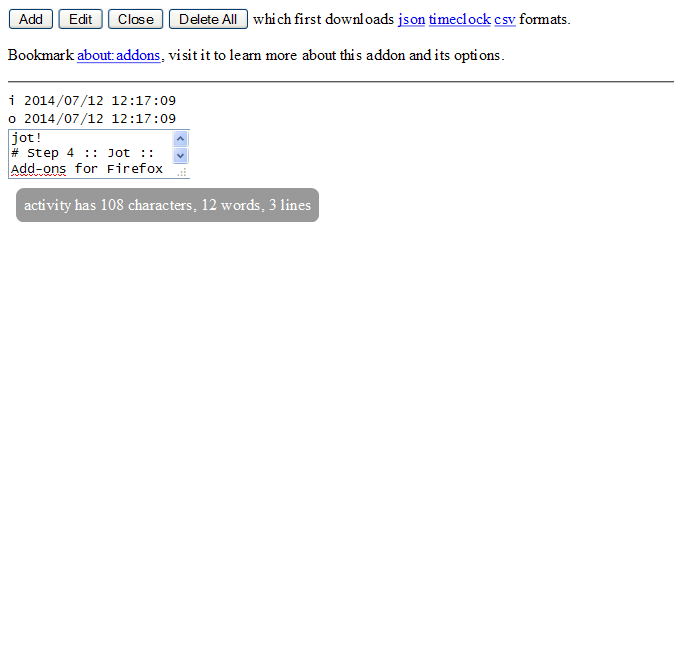 Add Edit Close Delete All which first downloads json timeclock csv formats.
Bookmark about:addons, visit it to learn more about this addon and its options.
i 2014/07/12 12:17:09
o 2014/07/12 12:17:09
jot!
# Step 4 :: Jot ::
Add-ons for Firefox
activity has 108 characters, 12 words, 3 lines